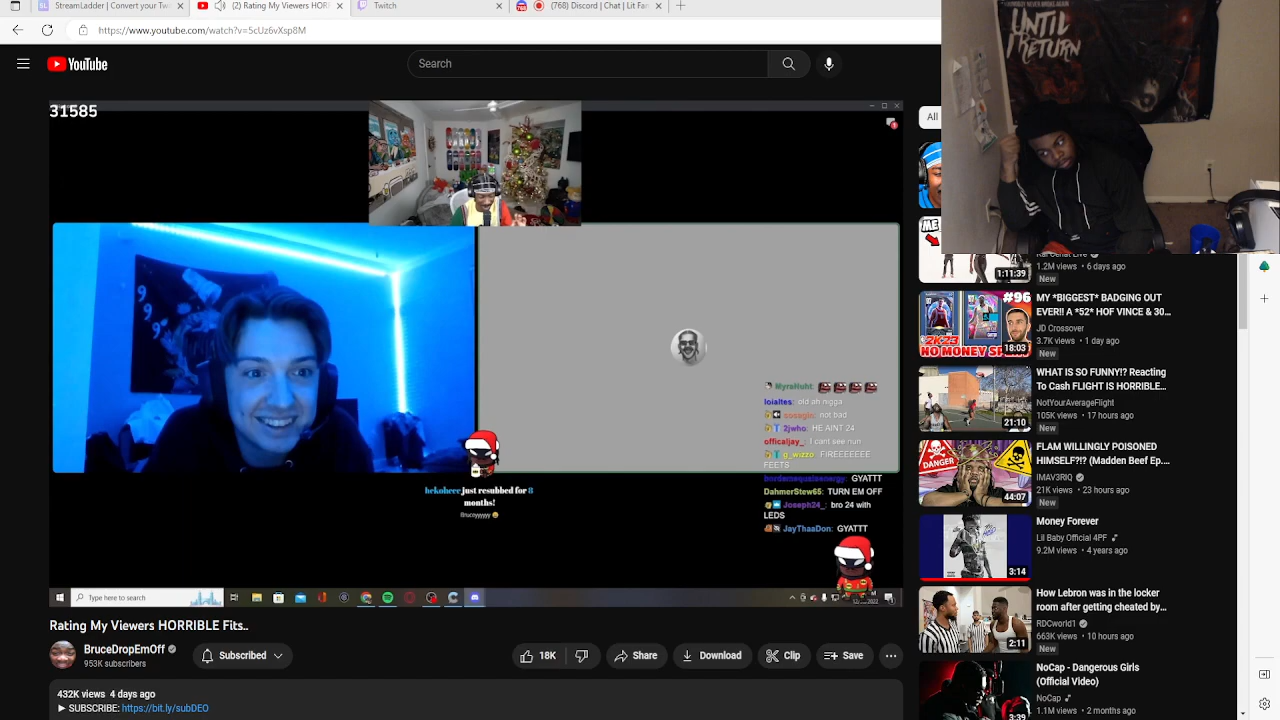 StreamLadder | Convert your Tw
(2) Rating My Viewers HORF
Twitch
(768) Discord | Chat | Lit Fan
https://www.youtube.com/watch?v=5cUz6vXsp8M
YouTube
Search
UNTIL
I RETURN
31585
All
MyraHuht:
loialtes: old ah nigga
not bad
2jwho: HE AINT 24
officaljay_ I cant see nun
g_wizzo: FIREEEEEE
FEETS
GYATTT
DahmerStew65: TURN EM OFF
Joseph24_: bro 24 with
LEDS
JayThaaDon: GYATTT
just resubbed for 8
months!
Type here to search
Rating My Viewers HORRIBLE Fits..
BruceDropEmOff
953K subscribers
Subscribed
18K
Share
Download
Clip
Save
432K views 4 days ago
► SUBSCRIBE: https://bit.ly/subDEO
ME
1:11:39
Kai Cenat Live
1.2M views • 6 days ago
New
#96
2K23
NO MONEY SP
18:03
MY *BIGGEST* BADGING OUT
EVER!! A *52* HOF VINCE & 30...
JD Crossover
3.7K views • 1 day ago
New
21:10
WHAT IS SO FUNNY!? Reacting
To Cash FLIGHT IS HORRIBLE...
NotYourAverageFlight
105K views • 17 hours ago
New
DANGER
44:07
FLAM WILLINGLY POISONED
HIMSELF?!? (Madden Beef Ep....
IMAV3RIQ
21K views • 23 hours ago
New
3:14
Money Forever
Lil Baby Official 4PF
9.2M views • 4 years ago
2:11
How Lebron was in the locker
room after getting cheated by...
RDCworld1
663K views • 10 hours ago
New
3:39
NoCap - Dangerous Girls
(Official Video)
NoCap
1.1M views • 2 months ago